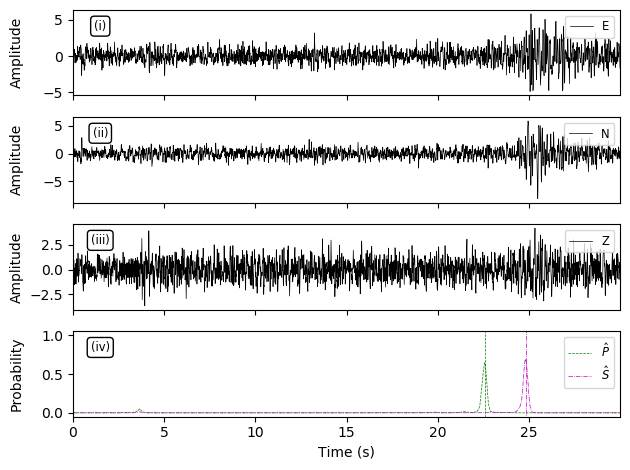 Amplitude
5
0
−5
(i)
E
Amplitude
5
0
−5
(ii)
N
Amplitude
2.5
0.0
−2.5
(iii)
Z
Probability
1.0
0.5
0.0
(iv)
P̂
Ŝ
0 5 10 15 20 25
Time (s)